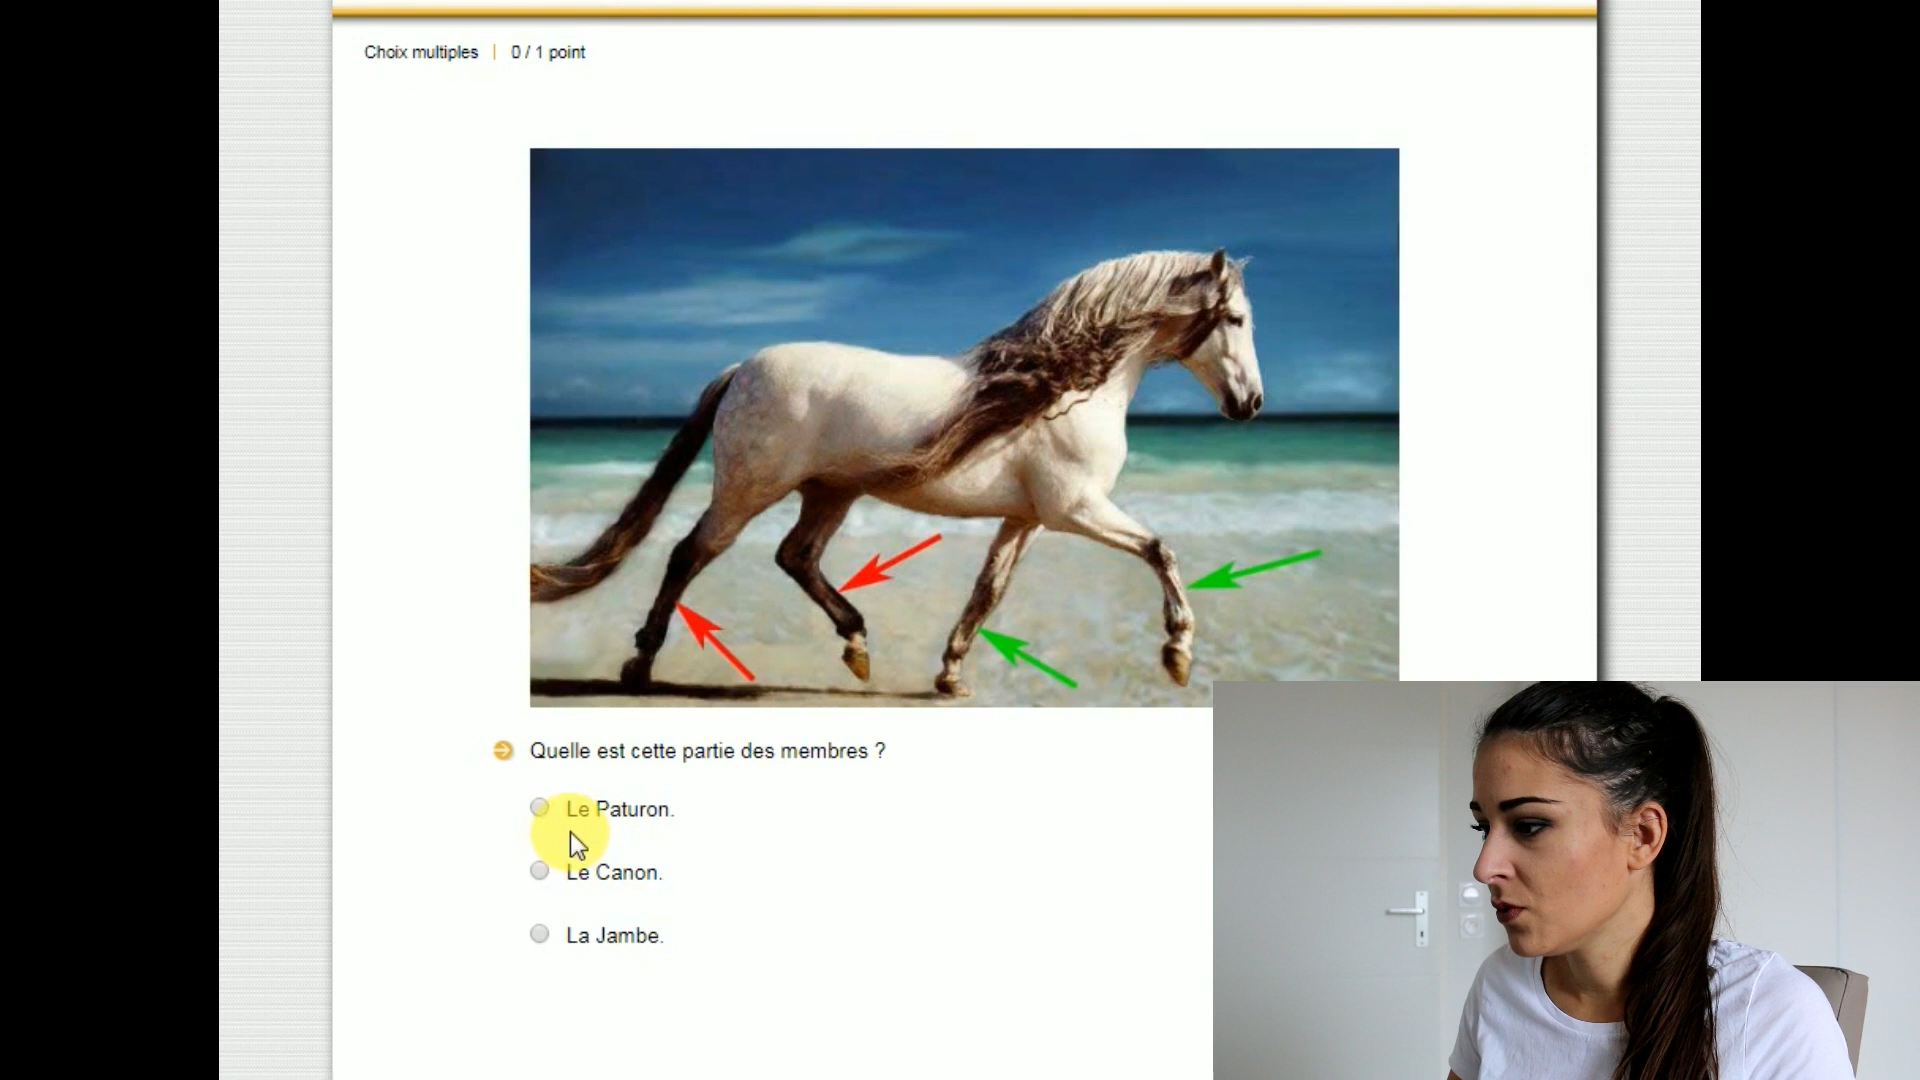 Choix multiples | 0 / 1 point
Quelle est cette partie des membres ?
Le Paturon.
Le Canon.
La Jambe.